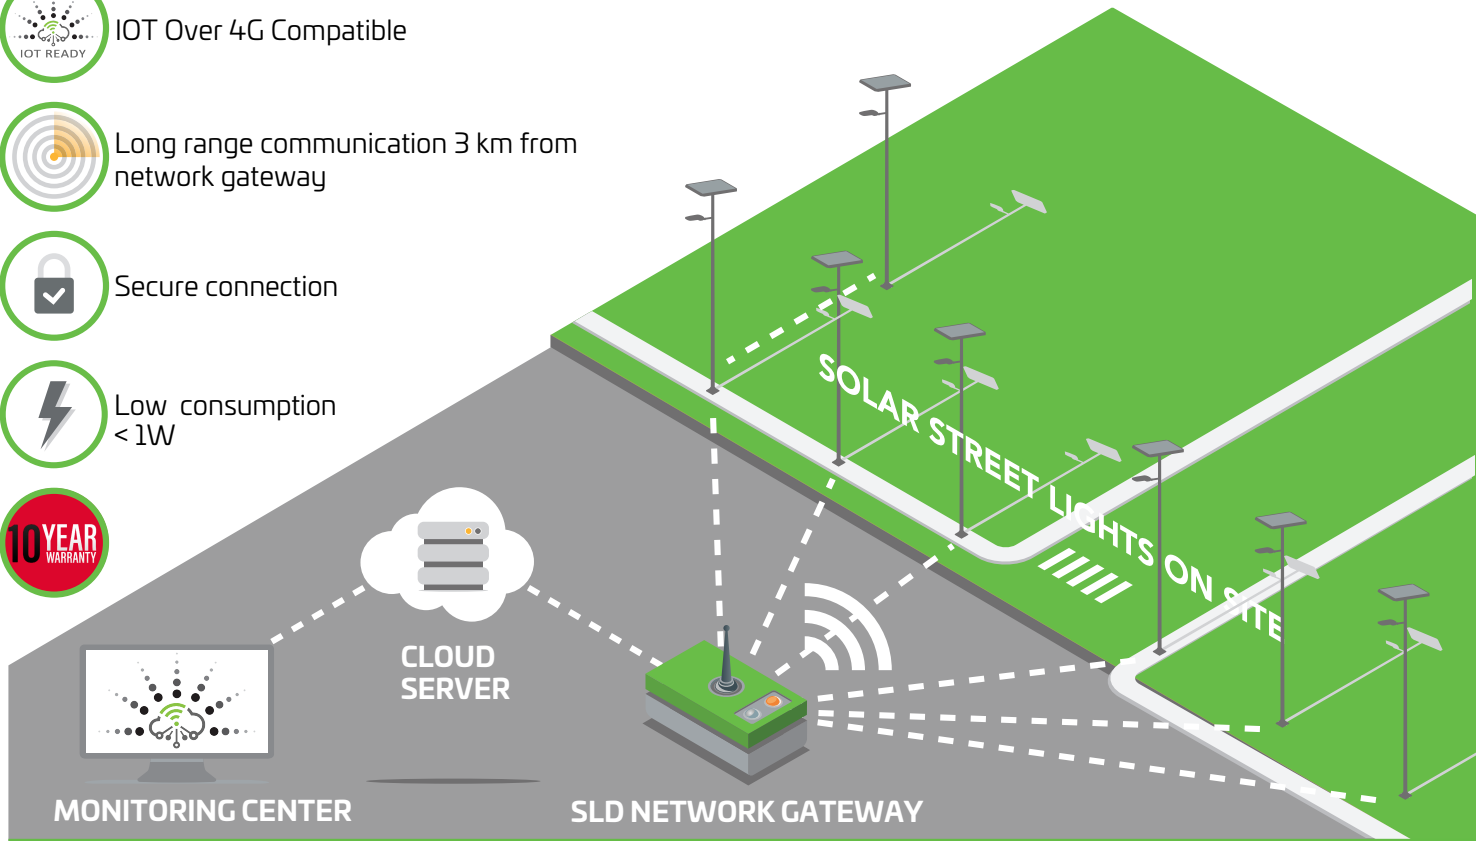 IOT READY
IOT Over 4G Compatible
Long range communication 3 km from
network gateway
Secure connection
Low consumption
< 1W
10 YEAR
WARRANTY
SOLAR STREET LIGHTS ON SITE
CLOUD
SERVER
MONITORING CENTER
SLD NETWORK GATEWAY